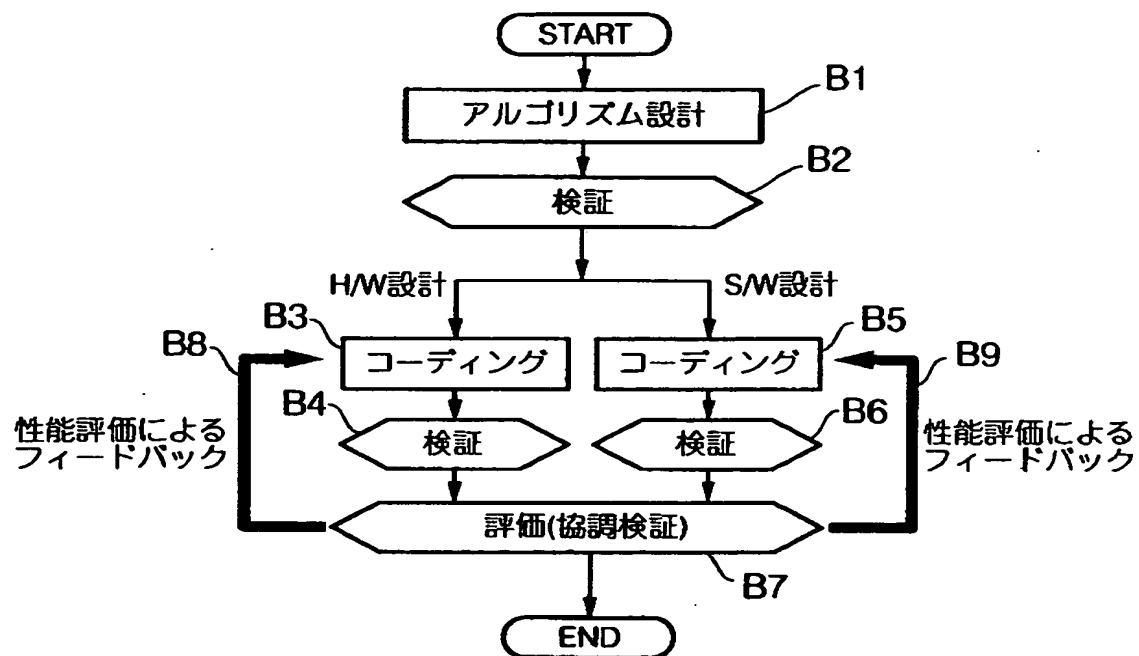 START
B1
アルゴリズム設計
B2
検証
H/W設計
S/W設計
B3
B5
B8
B9
コーディング
コーディング
B4
B6
性能評価による
フィードバック
検証
検証
性能評価による
フィードバック
評価(協調検証)
B7
END